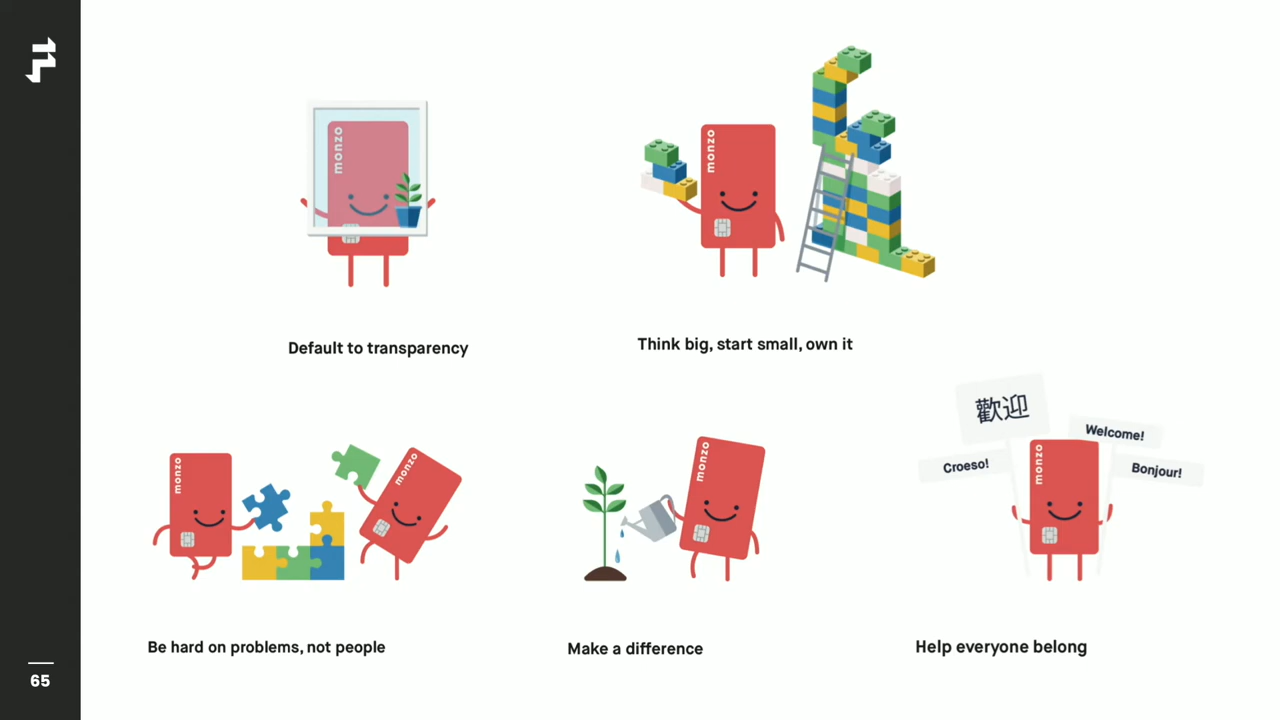 monzo
Default to transparency
monzo
Think big, start small, own it
monzo
monzo
Be hard on problems, not people
monzo
Make a difference
歡迎
Welcome!
Croeso!
Bonjour!
monzo
Help everyone belong
65